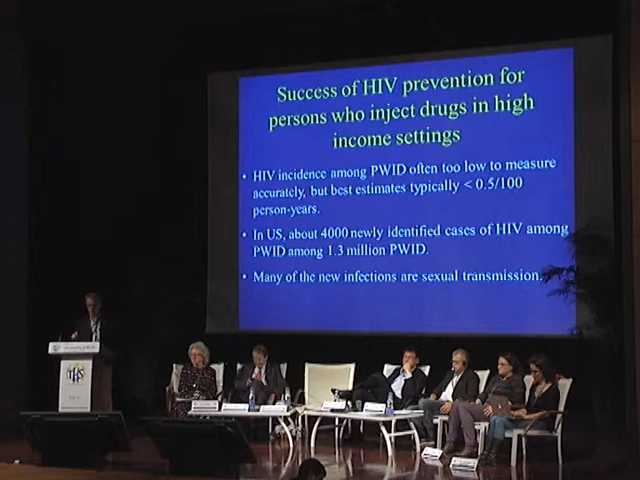 Success of HIV prevention for
persons who inject drugs in high
income settings
• HIV incidence among PWID often too low to measure
accurately, but best estimates typically < 0.5/100
person-years.
• In US, about 4000 newly identified cases of HIV among
PWID among 1.3 million PWID.
• Many of the new infections are sexual transmission.